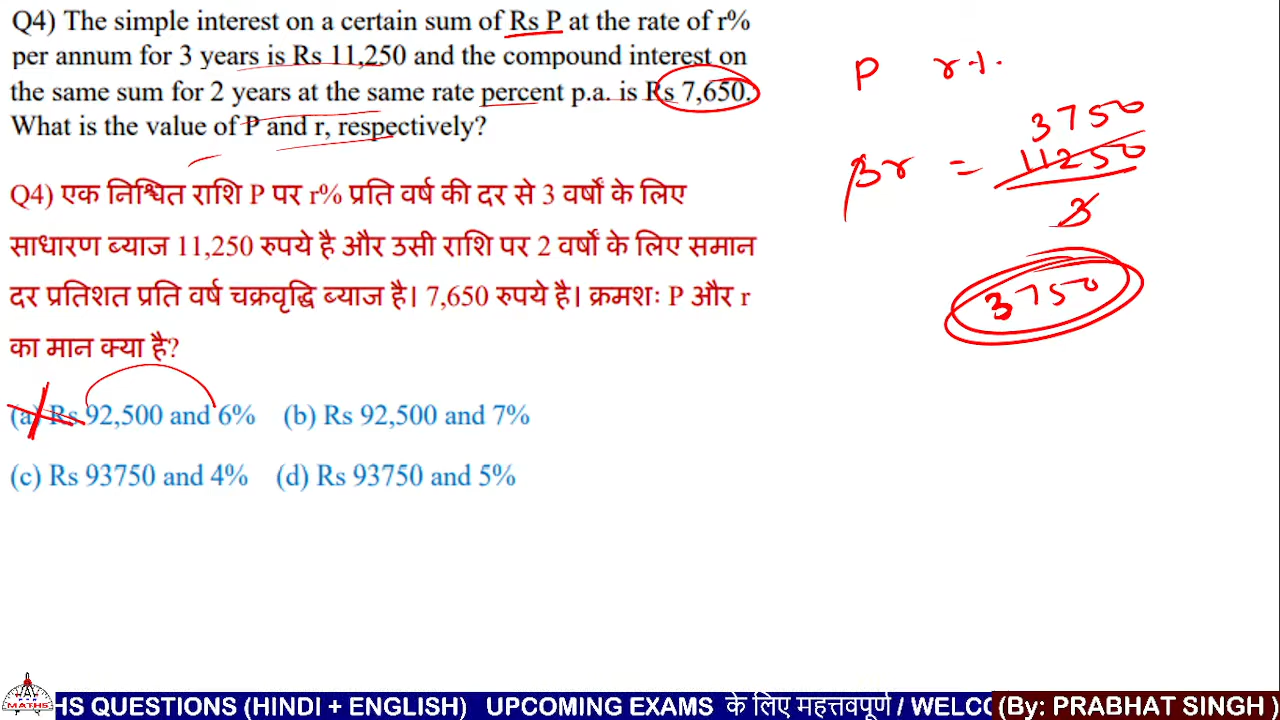 Q4) The simple interest on a certain sum of Rs P at the rate of r%
per annum for 3 years is Rs 11,250 and the compound interest on
the same sum for 2 years at the same rate percent p.a. is Rs 7,650.
What is the value of P and r, respectively?
Q4) एक निश्चित राशि P पर r% प्रति वर्ष की दर से 3 वर्षों के लिए
साधारण ब्याज 11,250 रुपये है और उसी राशि पर 2 वर्षों के लिए समान
दर प्रतिशत प्रति वर्ष चक्रवृद्धि ब्याज है। 7,650 रुपये है। क्रमशः P और r
का मान क्या है?
(a) Rs 92,500 and 6% (b) Rs 92,500 and 7%
(c) Rs 93750 and 4% (d) Rs 93750 and 5%
P r%
3750
3r = 11250
3
3750
MATHS
HS QUESTIONS (HINDI + ENGLISH) UPCOMING EXAMS के लिए महत्तवपूर्ण / WELC (By: PRABHAT SINGH )